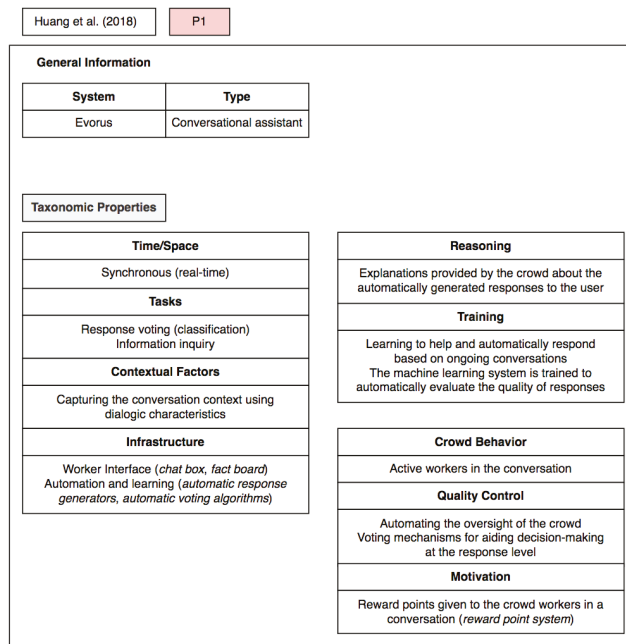 Huang et al. (2018)
P1
General Information
System
Type
Evorus
Conversational assistant
Taxonomic Properties
Time/Space
Synchronous (real-time)
Tasks
Response voting (classification)
Information inquiry
Contextual Factors
Capturing the conversation context using
dialogic characteristics
Infrastructure
Worker Interface (chat box, fact board)
Automation and learning (automatic response
generators, automatic voting algorithms)
Reasoning
Explanations provided by the crowd about the
automatically generated responses to the user
Training
Learning to help and automatically respond
based on ongoing conversations
The machine learning system is trained to
automatically evaluate the quality of responses
Crowd Behavior
Active workers in the conversation
Quality Control
Automating the oversight of the crowd
Voting mechanisms for aiding decision-making
at the response level
Motivation
Reward points given to the crowd workers in a
conversation (reward point system)